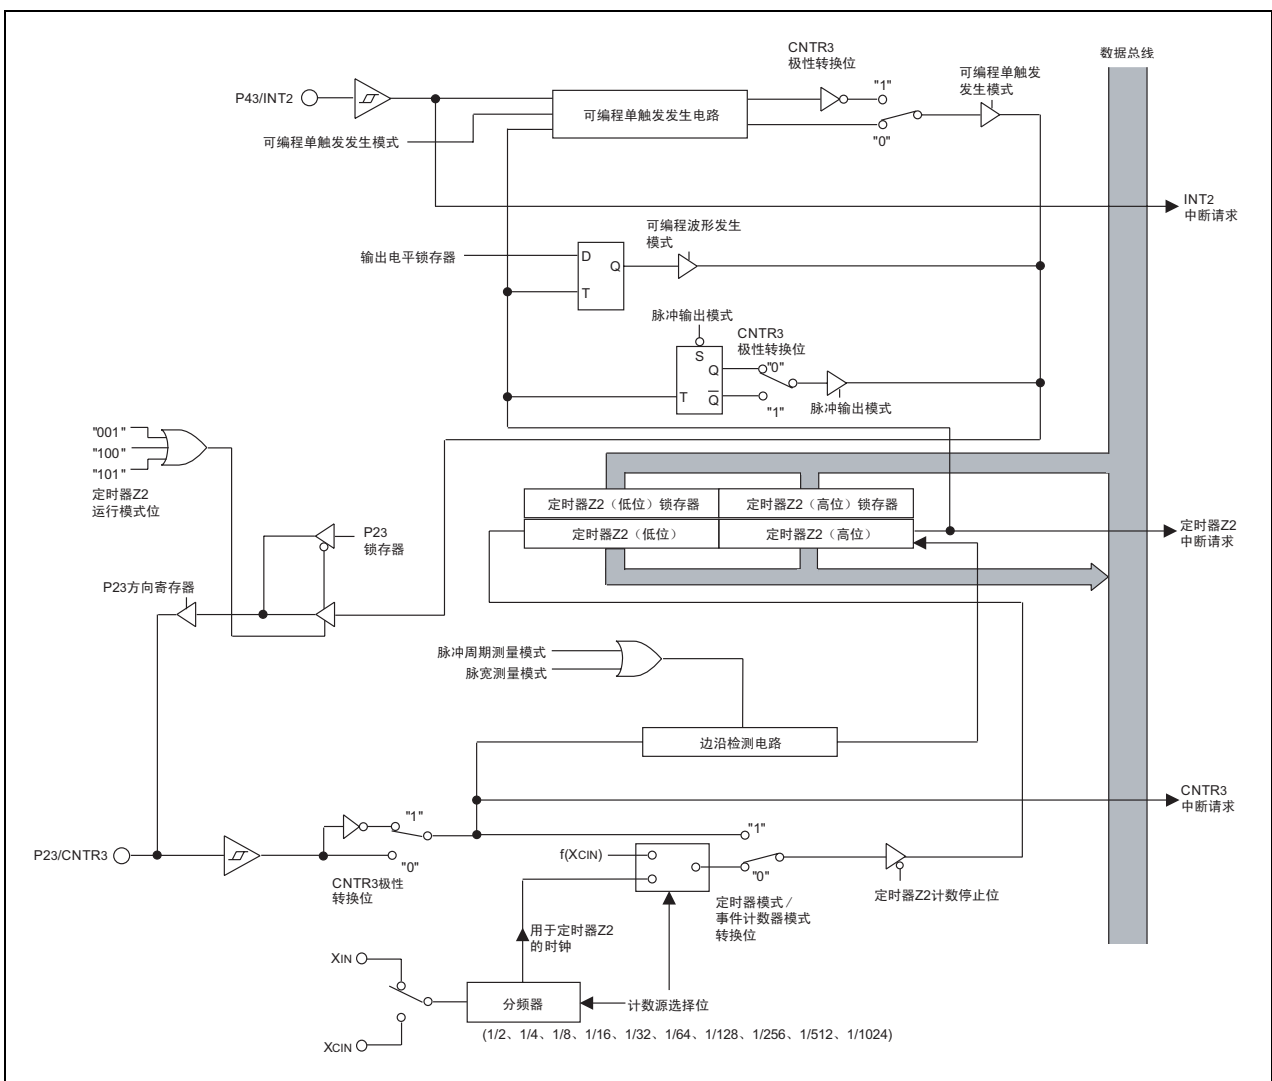 CNTR3
极性转换位
数据总线
可编程单触发
发生模式
"1"
P43/INT2
可编程单触发发生电路
可编程单触发发生模式
"0"
INT2
中断请求
可编程波形发生
模式
输出电平锁存器
D
Q
T
脉冲输出模式
CNTR3
极性转换位
S
Q
"0"
T
Q̅
"1"
脉冲输出模式
"001"
"100"
"101"
定时器Z2
运行模式位
定时器Z2（低位）锁存器
定时器Z2（高位）锁存器
定时器Z2（低位）
定时器Z2（高位）
定时器Z2
中断请求
P23
锁存器
P23方向寄存器
脉冲周期测量模式
脉宽测量模式
边沿检测电路
CNTR3
中断请求
"1"
"1"
P23/CNTR3
"0"
CNTR3极性
转换位
f(XCIN)
"0"
定时器Z2计数停止位
定时器模式/
事件计数器模式
转换位
用于定时器Z2
的时钟
XIN
分频器
计数源选择位
(1/2、1/4、1/8、1/16、1/32、1/64、1/128、1/256、1/512、1/1024)
XCIN